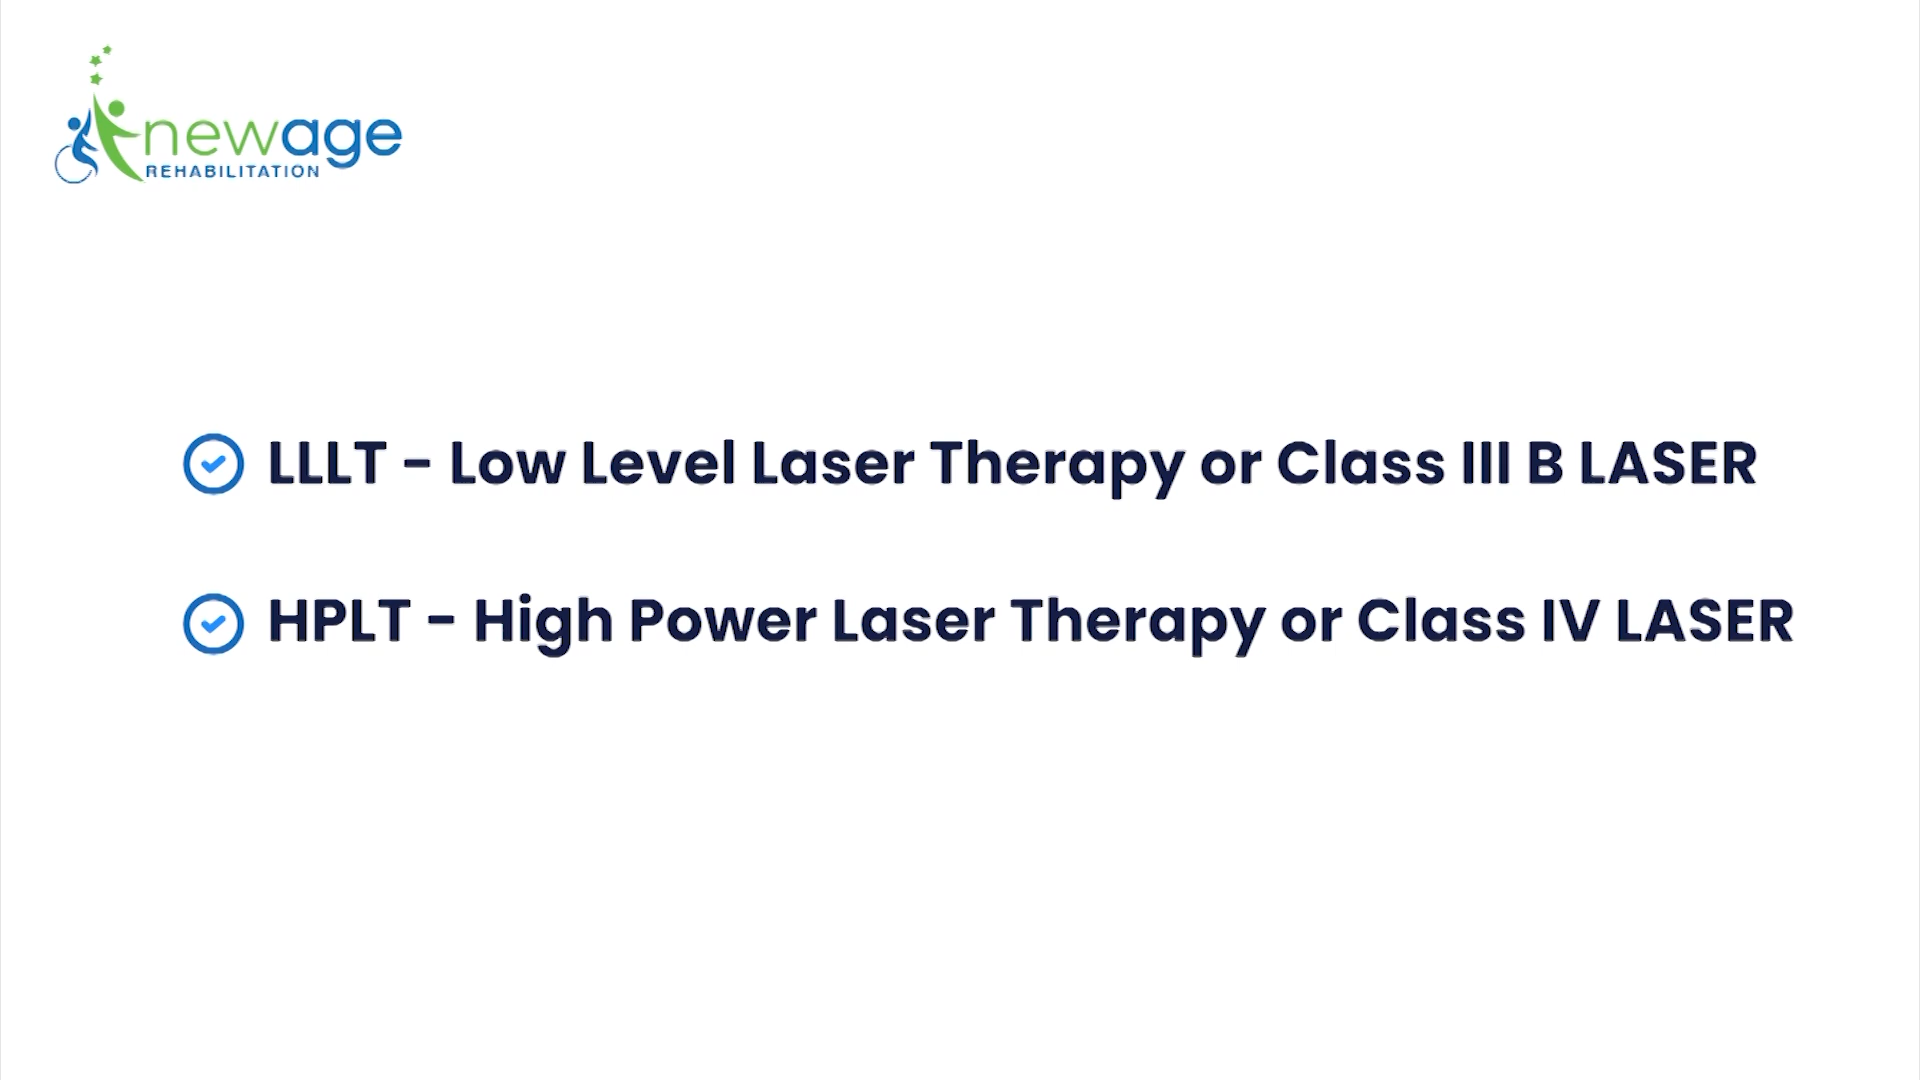 newage
REHABILITATION
LLLT - Low Level Laser Therapy or Class III B LASER
HPLT - High Power Laser Therapy or Class IV LASER